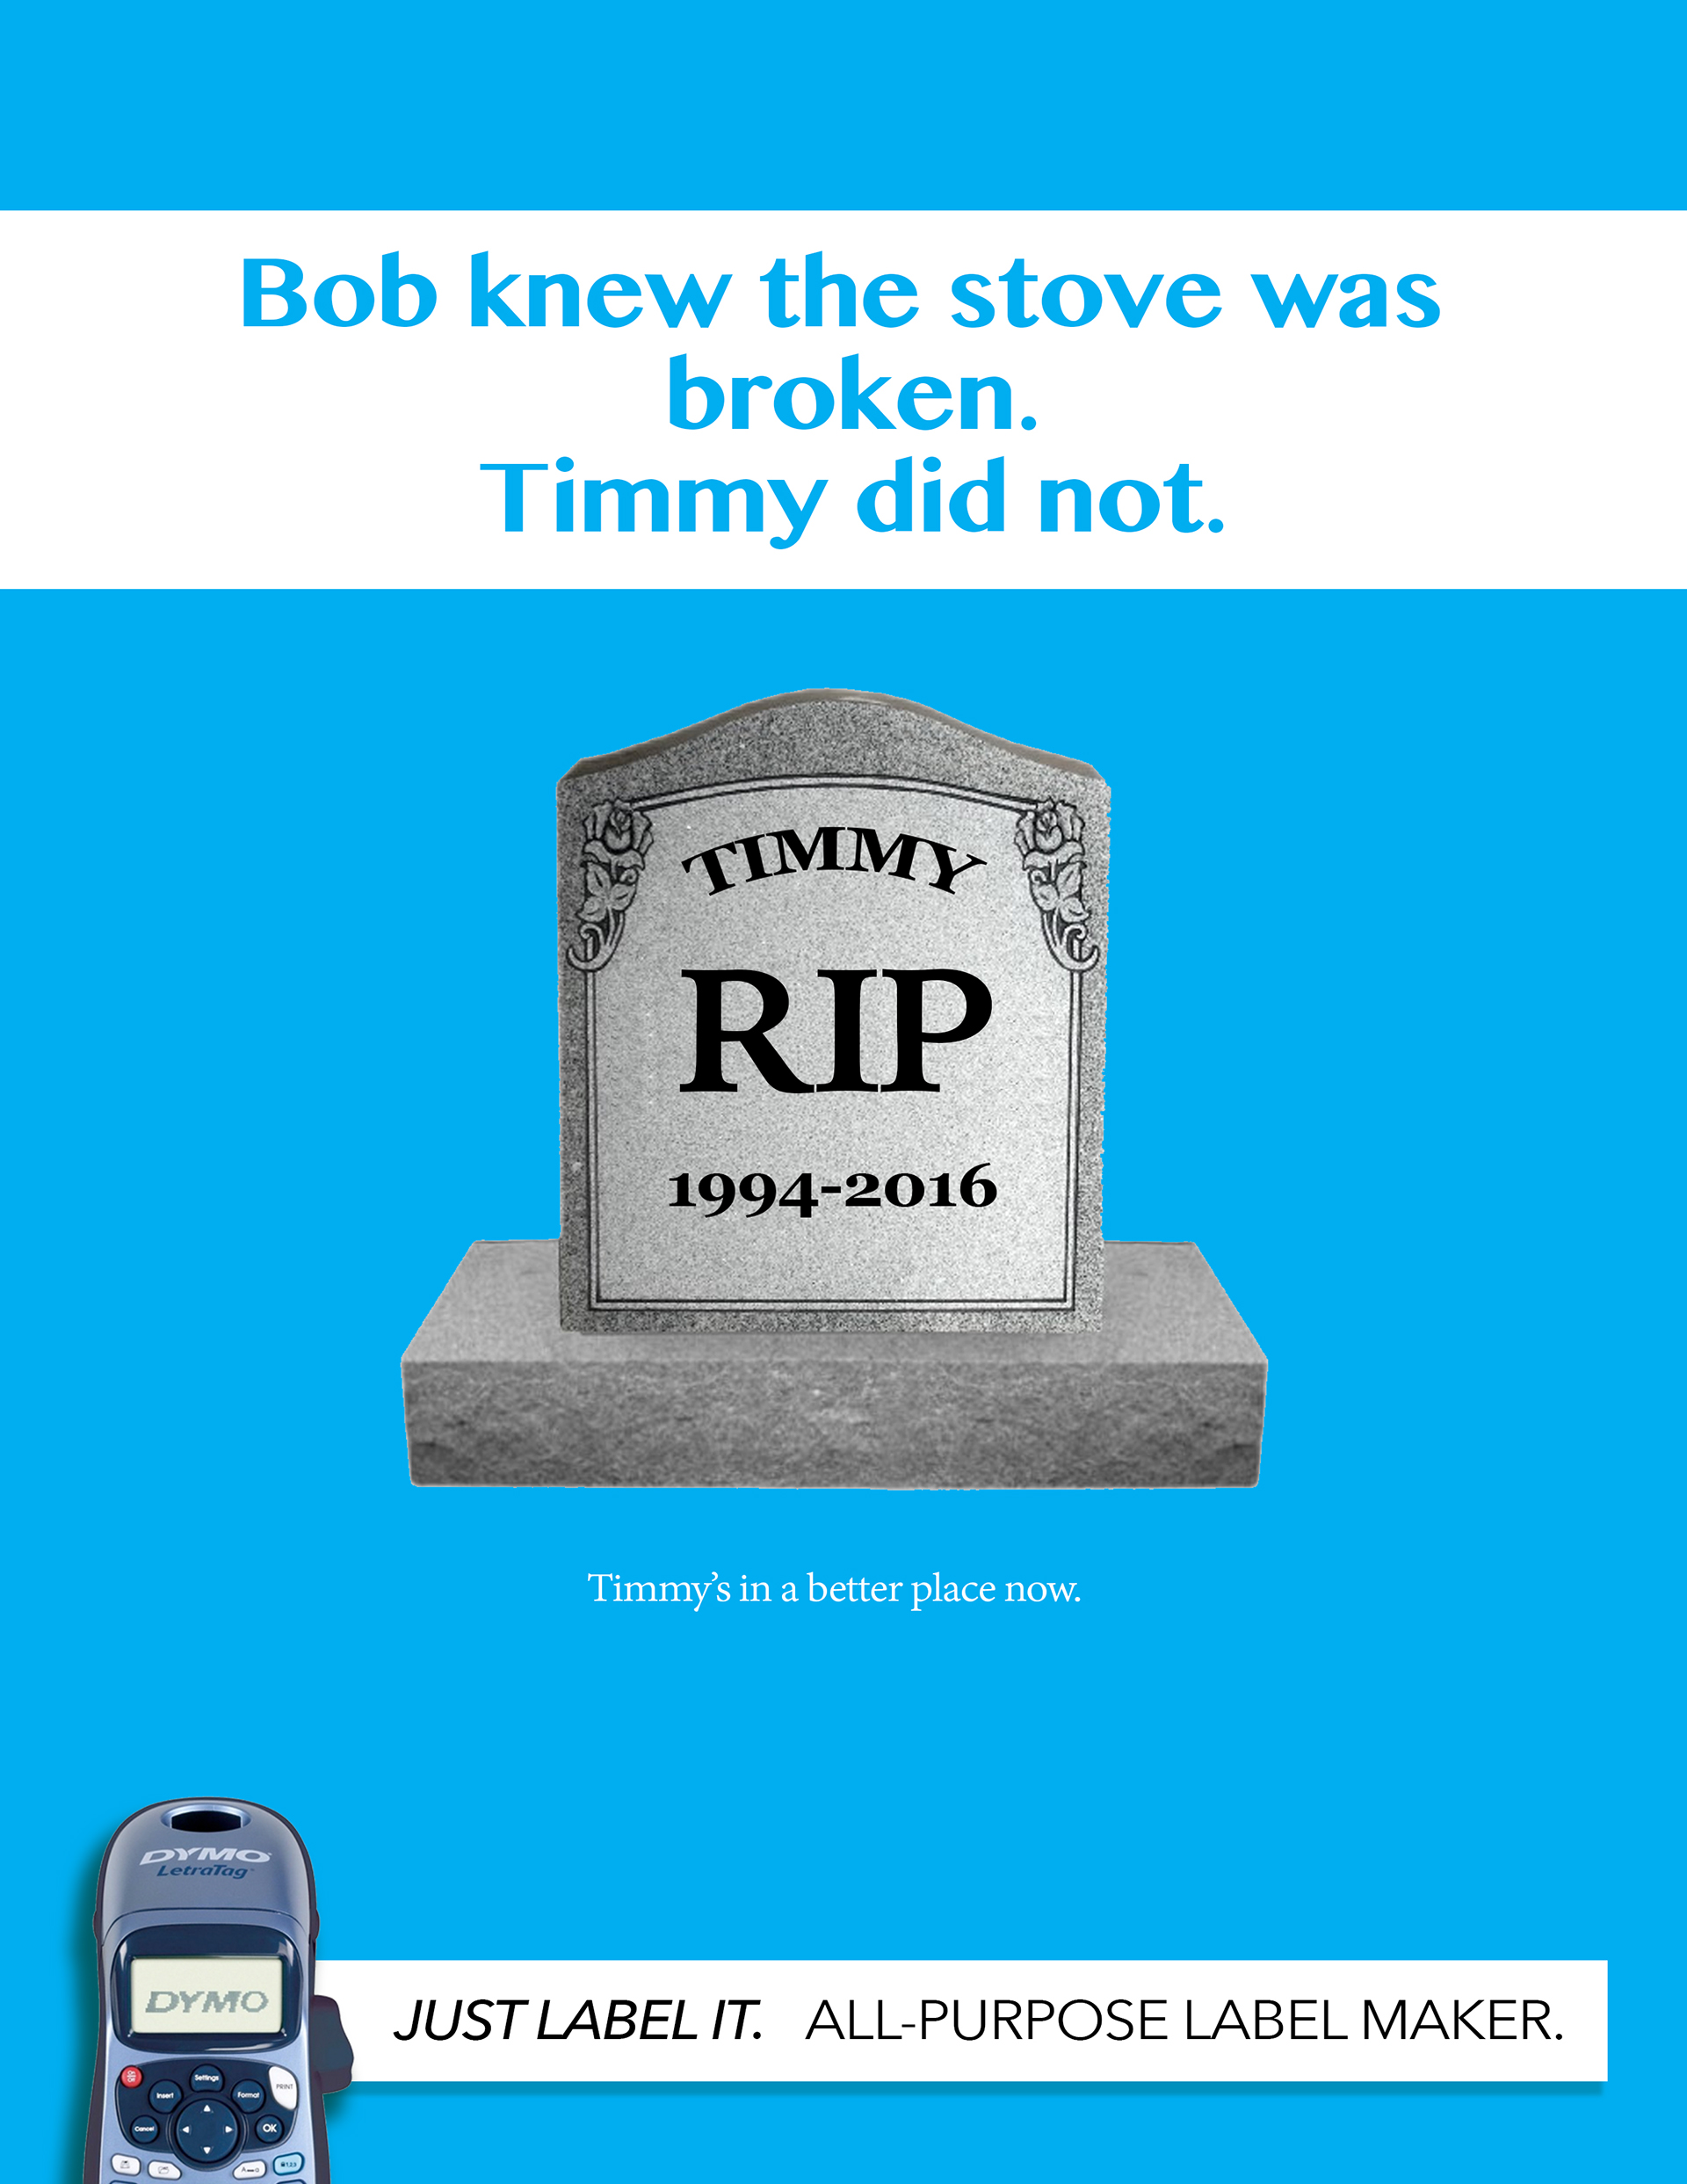 Bob knew the stove was
broken.
Timmy did not.
TIMMY
RIP
1994-2016
Timmy’s in a better place now.
DYMO
LetraTag
DYMO
JUST LABEL IT. ALL-PURPOSE LABEL MAKER.
Settings
Insert
Format
PRINT
Cancel
OK